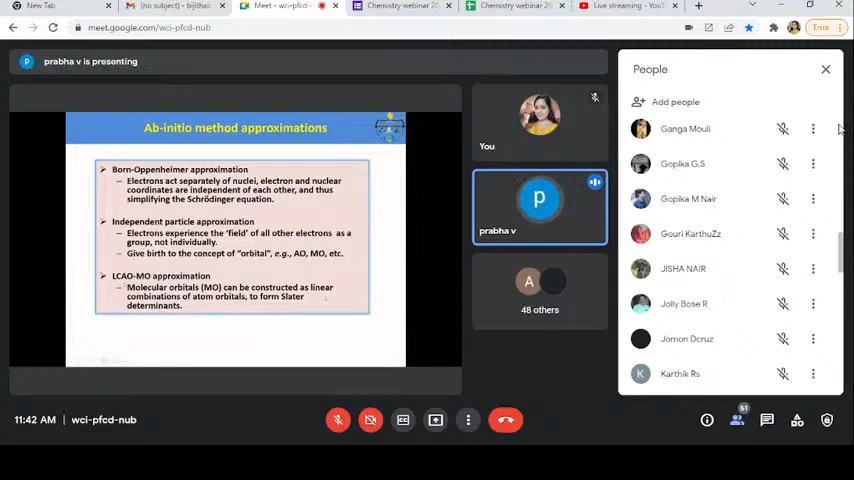 New Tab
(no subject) - bijithab
Meet - wci-pfcd-
Chemistry webinar 20
Chemistry webinar 20
Live streaming - YouT
meet.google.com/wci-pfcd-nub
Error
p
prabha v is presenting
Ab-initio method approximations
Born-Oppenheimer approximation
– Electrons act separately of nuclei, electron and nuclear
coordinates are independent of each other, and thus
simplifying the Schrödinger equation.
Independent particle approximation
– Electrons experience the 'field' of all other electrons as a
group, not individually.
– Give birth to the concept of "orbital", e.g., AO, MO, etc.
LCAO-MO approximation
– Molecular orbitals (MO) can be constructed as linear
combinations of atom orbitals, to form Slater
determinants.
You
p
prabha v
A
48 others
People
Add people
Ganga Mouli
Gopika G.S
Gopika M Nair
Gouri KarthuZz
JISHA NAIR
Jolly Bose R
Jomon Dcruz
K
Karthik Rs
11:42 AM | wci-pfcd-nub
51